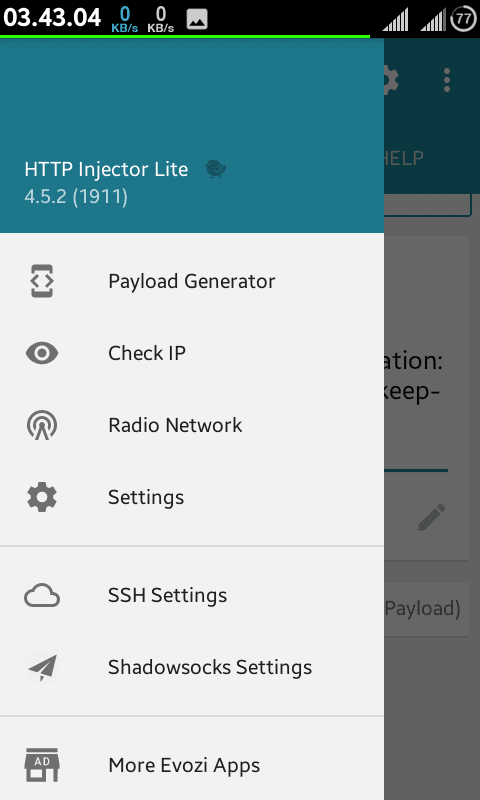 03.43.04 0 KB/s 0 KB/s 77
HELP
HTTP Injector Lite
4.5.2 (1911)
Payload Generator
Check IP
ation:
keep-
Radio Network
Settings
SSH Settings
Payload)
Shadowsocks Settings
AD
More Evozi Apps